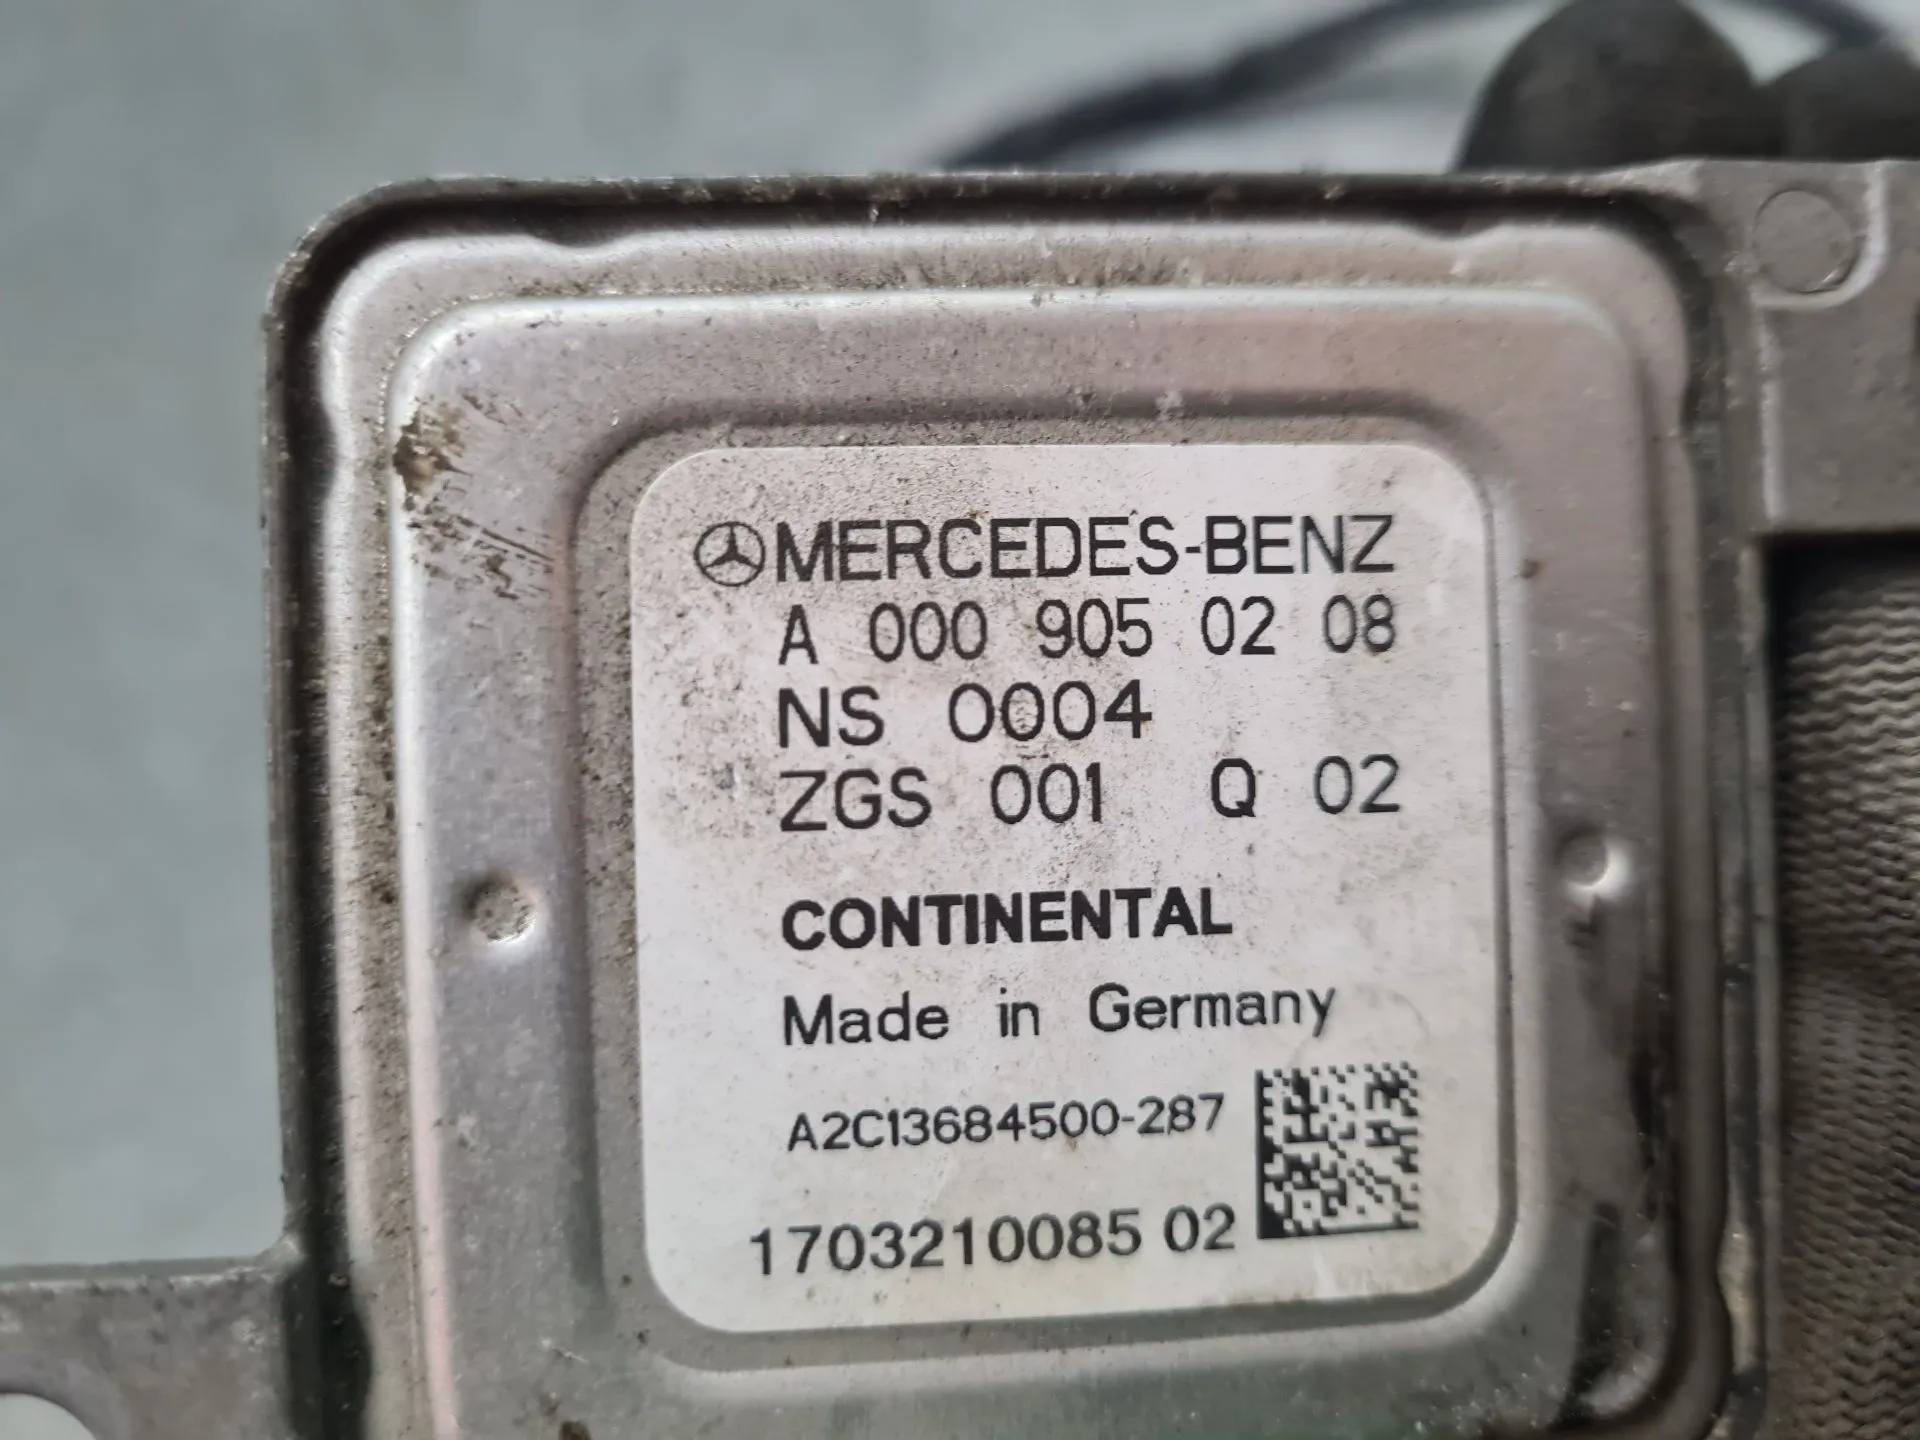 MERCEDES-BENZ
A 000 905 02 08
NS 0004
ZGS 001 Q 02
CONTINENTAL
Made in Germany
A2C13684500-287
1703210085 02